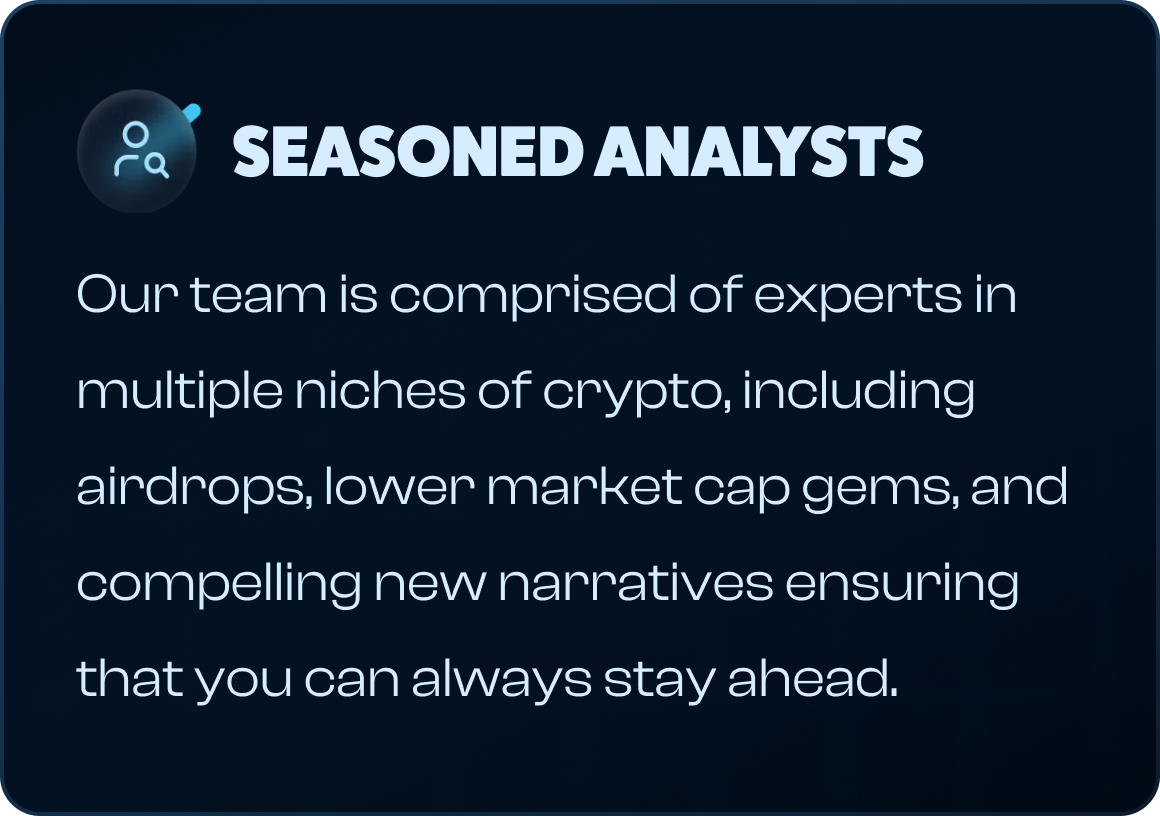 SEASONED ANALYSTS
Our team is comprised of experts in
multiple niches of crypto, including
airdrops, lower market cap gems, and
compelling new narratives ensuring
that you can always stay ahead.